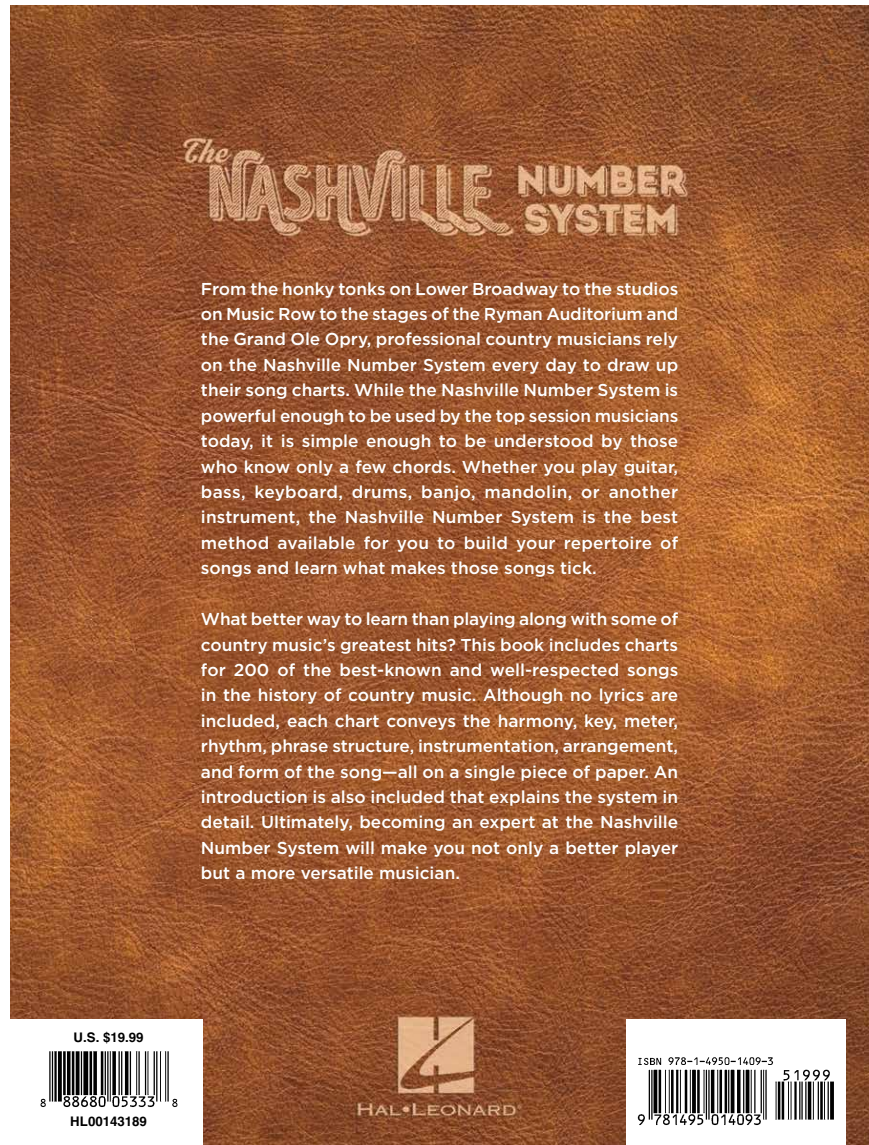 The
NASHVILLE NUMBER
SYSTEM
From the honky tonks on Lower Broadway to the studios
on Music Row to the stages of the Ryman Auditorium and
the Grand Ole Opry, professional country musicians rely
on the Nashville Number System every day to draw up
their song charts. While the Nashville Number System is
powerful enough to be used by the top session musicians
today, it is simple enough to be understood by those
who know only a few chords. Whether you play guitar,
bass, keyboard, drums, banjo, mandolin, or another
instrument, the Nashville Number System is the best
method available for you to build your repertoire of
songs and learn what makes those songs tick.
What better way to learn than playing along with some of
country music’s greatest hits? This book includes charts
for 200 of the best-known and well-respected songs
in the history of country music. Although no lyrics are
included, each chart conveys the harmony, key, meter,
rhythm, phrase structure, instrumentation, arrangement,
and form of the song—all on a single piece of paper. An
introduction is also included that explains the system in
detail. Ultimately, becoming an expert at the Nashville
Number System will make you not only a better player
but a more versatile musician.
U.S. $19.99
8 88680 05333 8
HL00143189
HAL•LEONARD®
ISBN 978-1-4950-1409-3
51999
9 781495 014093